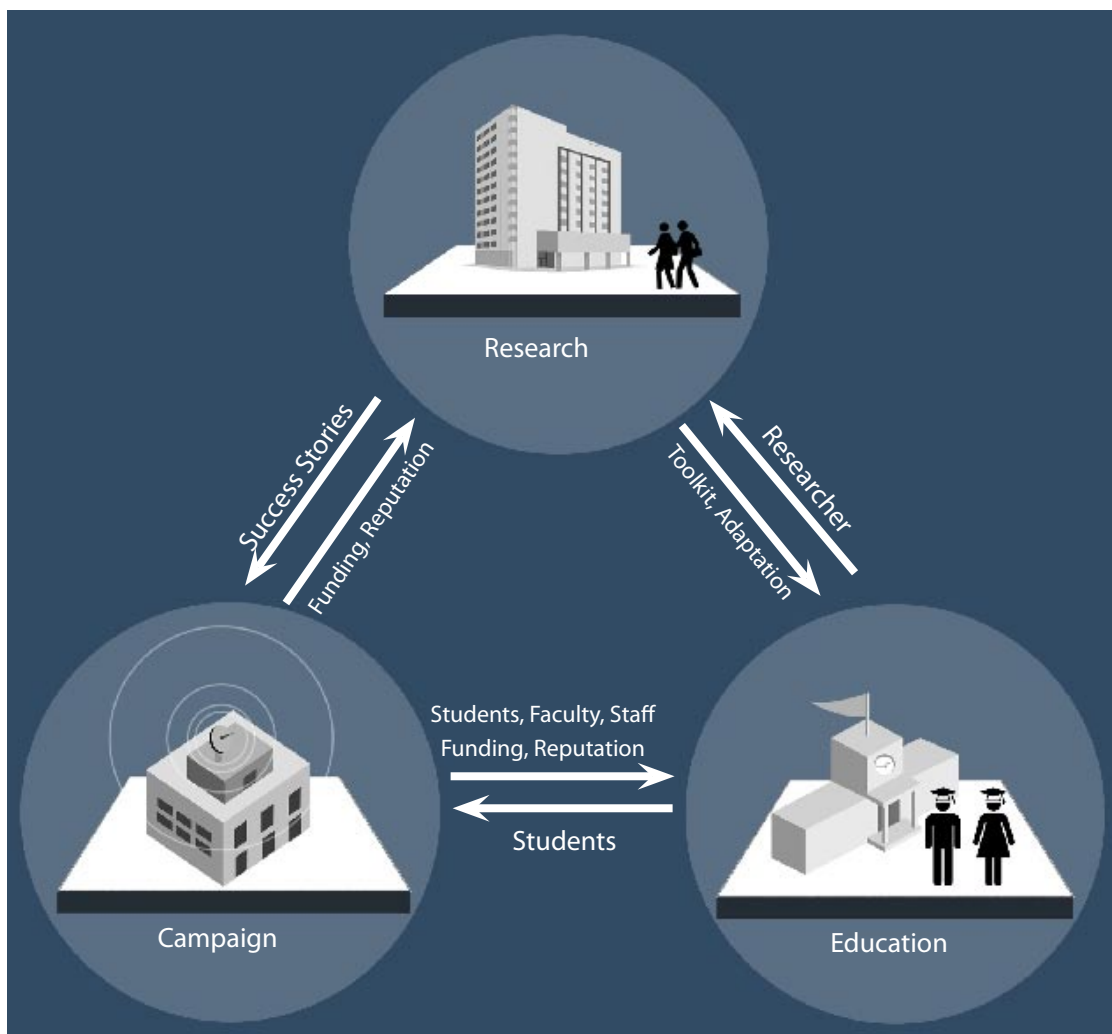 Research
Success Stories
Funding, Reputation
Researcher
Toolkit, Adaptation
Students, Faculty, Staff
Funding, Reputation
Students
Campaign
Education